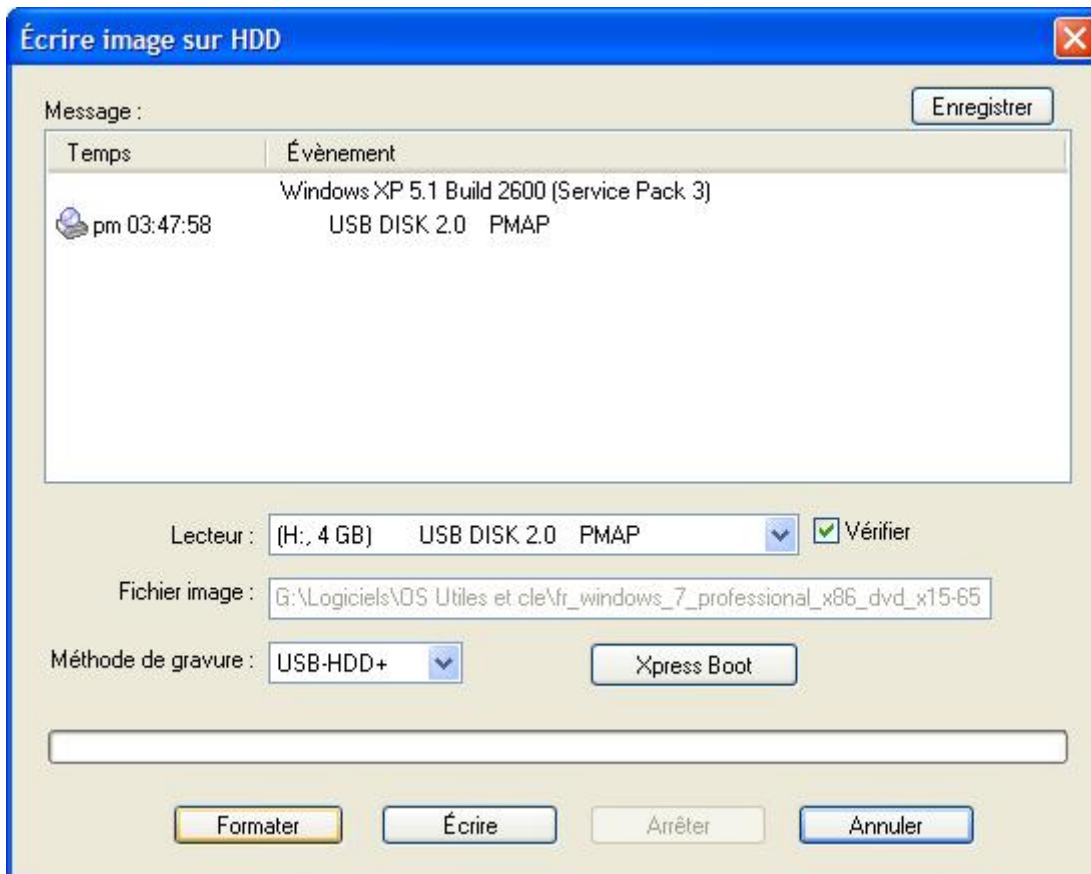 Écrire image sur HDD
Message :
Enregistrer
Temps Évènement
Windows XP 5.1 Build 2600 (Service Pack 3)
pm 03:47:58 USB DISK 2.0 PMAP
Lecteur : (H:, 4 GB) USB DISK 2.0 PMAP Vérifier
Fichier image : G:\Logiciels\OS Utiles et cle\fr_windows_7_professional_x86_dvd_x15-65
Méthode de gravure : USB-HDD+ Xpress Boot
Formater Écrire Arrêter Annuler